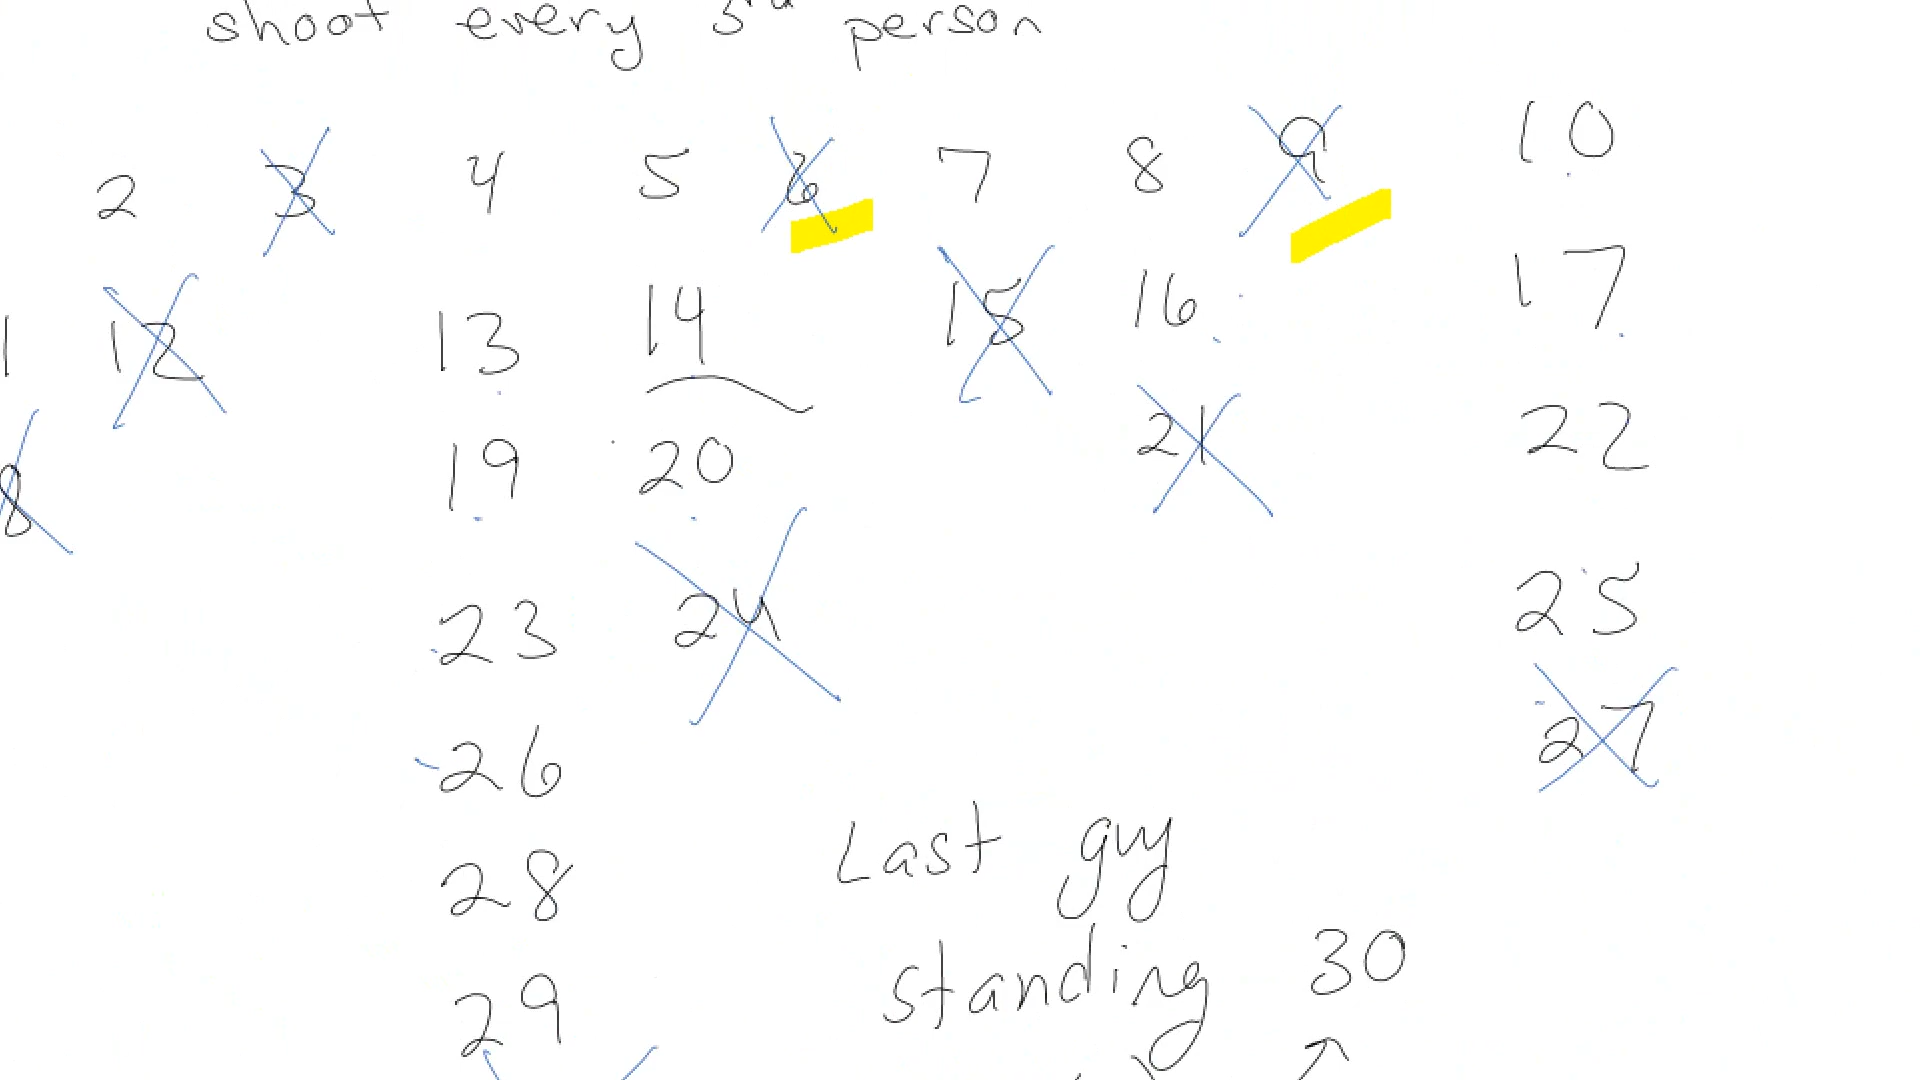 shoot every 3rd person
2 3 4 5 6 7 8 9 10
1 12 13 14 15 16 17
8 19 20 21 22
23 24 25
26 27
28
29
Last guy
standing 30